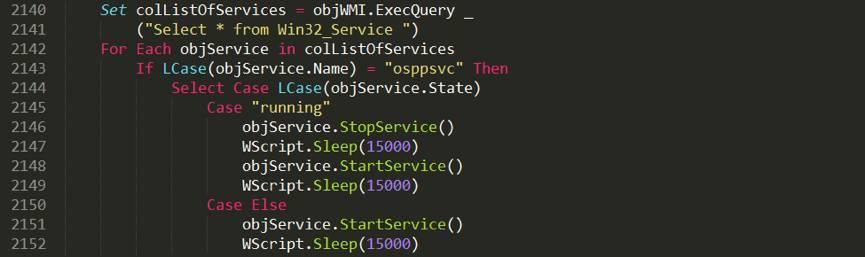 2140 Set colListOfServices = objWMI.ExecQuery _
2141 ("Select * from Win32_Service ")
2142 For Each objService in colListOfServices
2143 If LCase(objService.Name) = "osppsvc" Then
2144 Select Case LCase(objService.State)
2145 Case "running"
2146 objService.StopService()
2147 WScript.Sleep(15000)
2148 objService.StartService()
2149 WScript.Sleep(15000)
2150 Case Else
2151 objService.StartService()
2152 WScript.Sleep(15000)